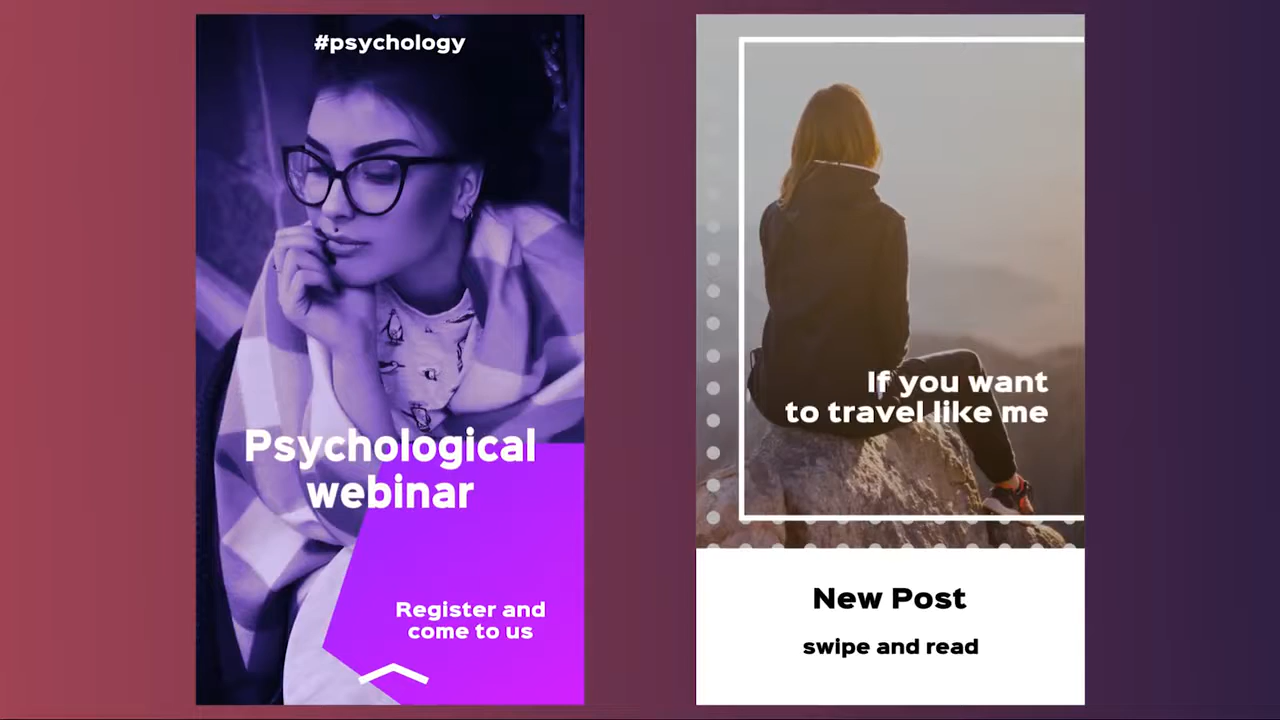 #psychology
Psychological
webinar
Register and
come to us
If you want
to travel like me
New Post
swipe and read